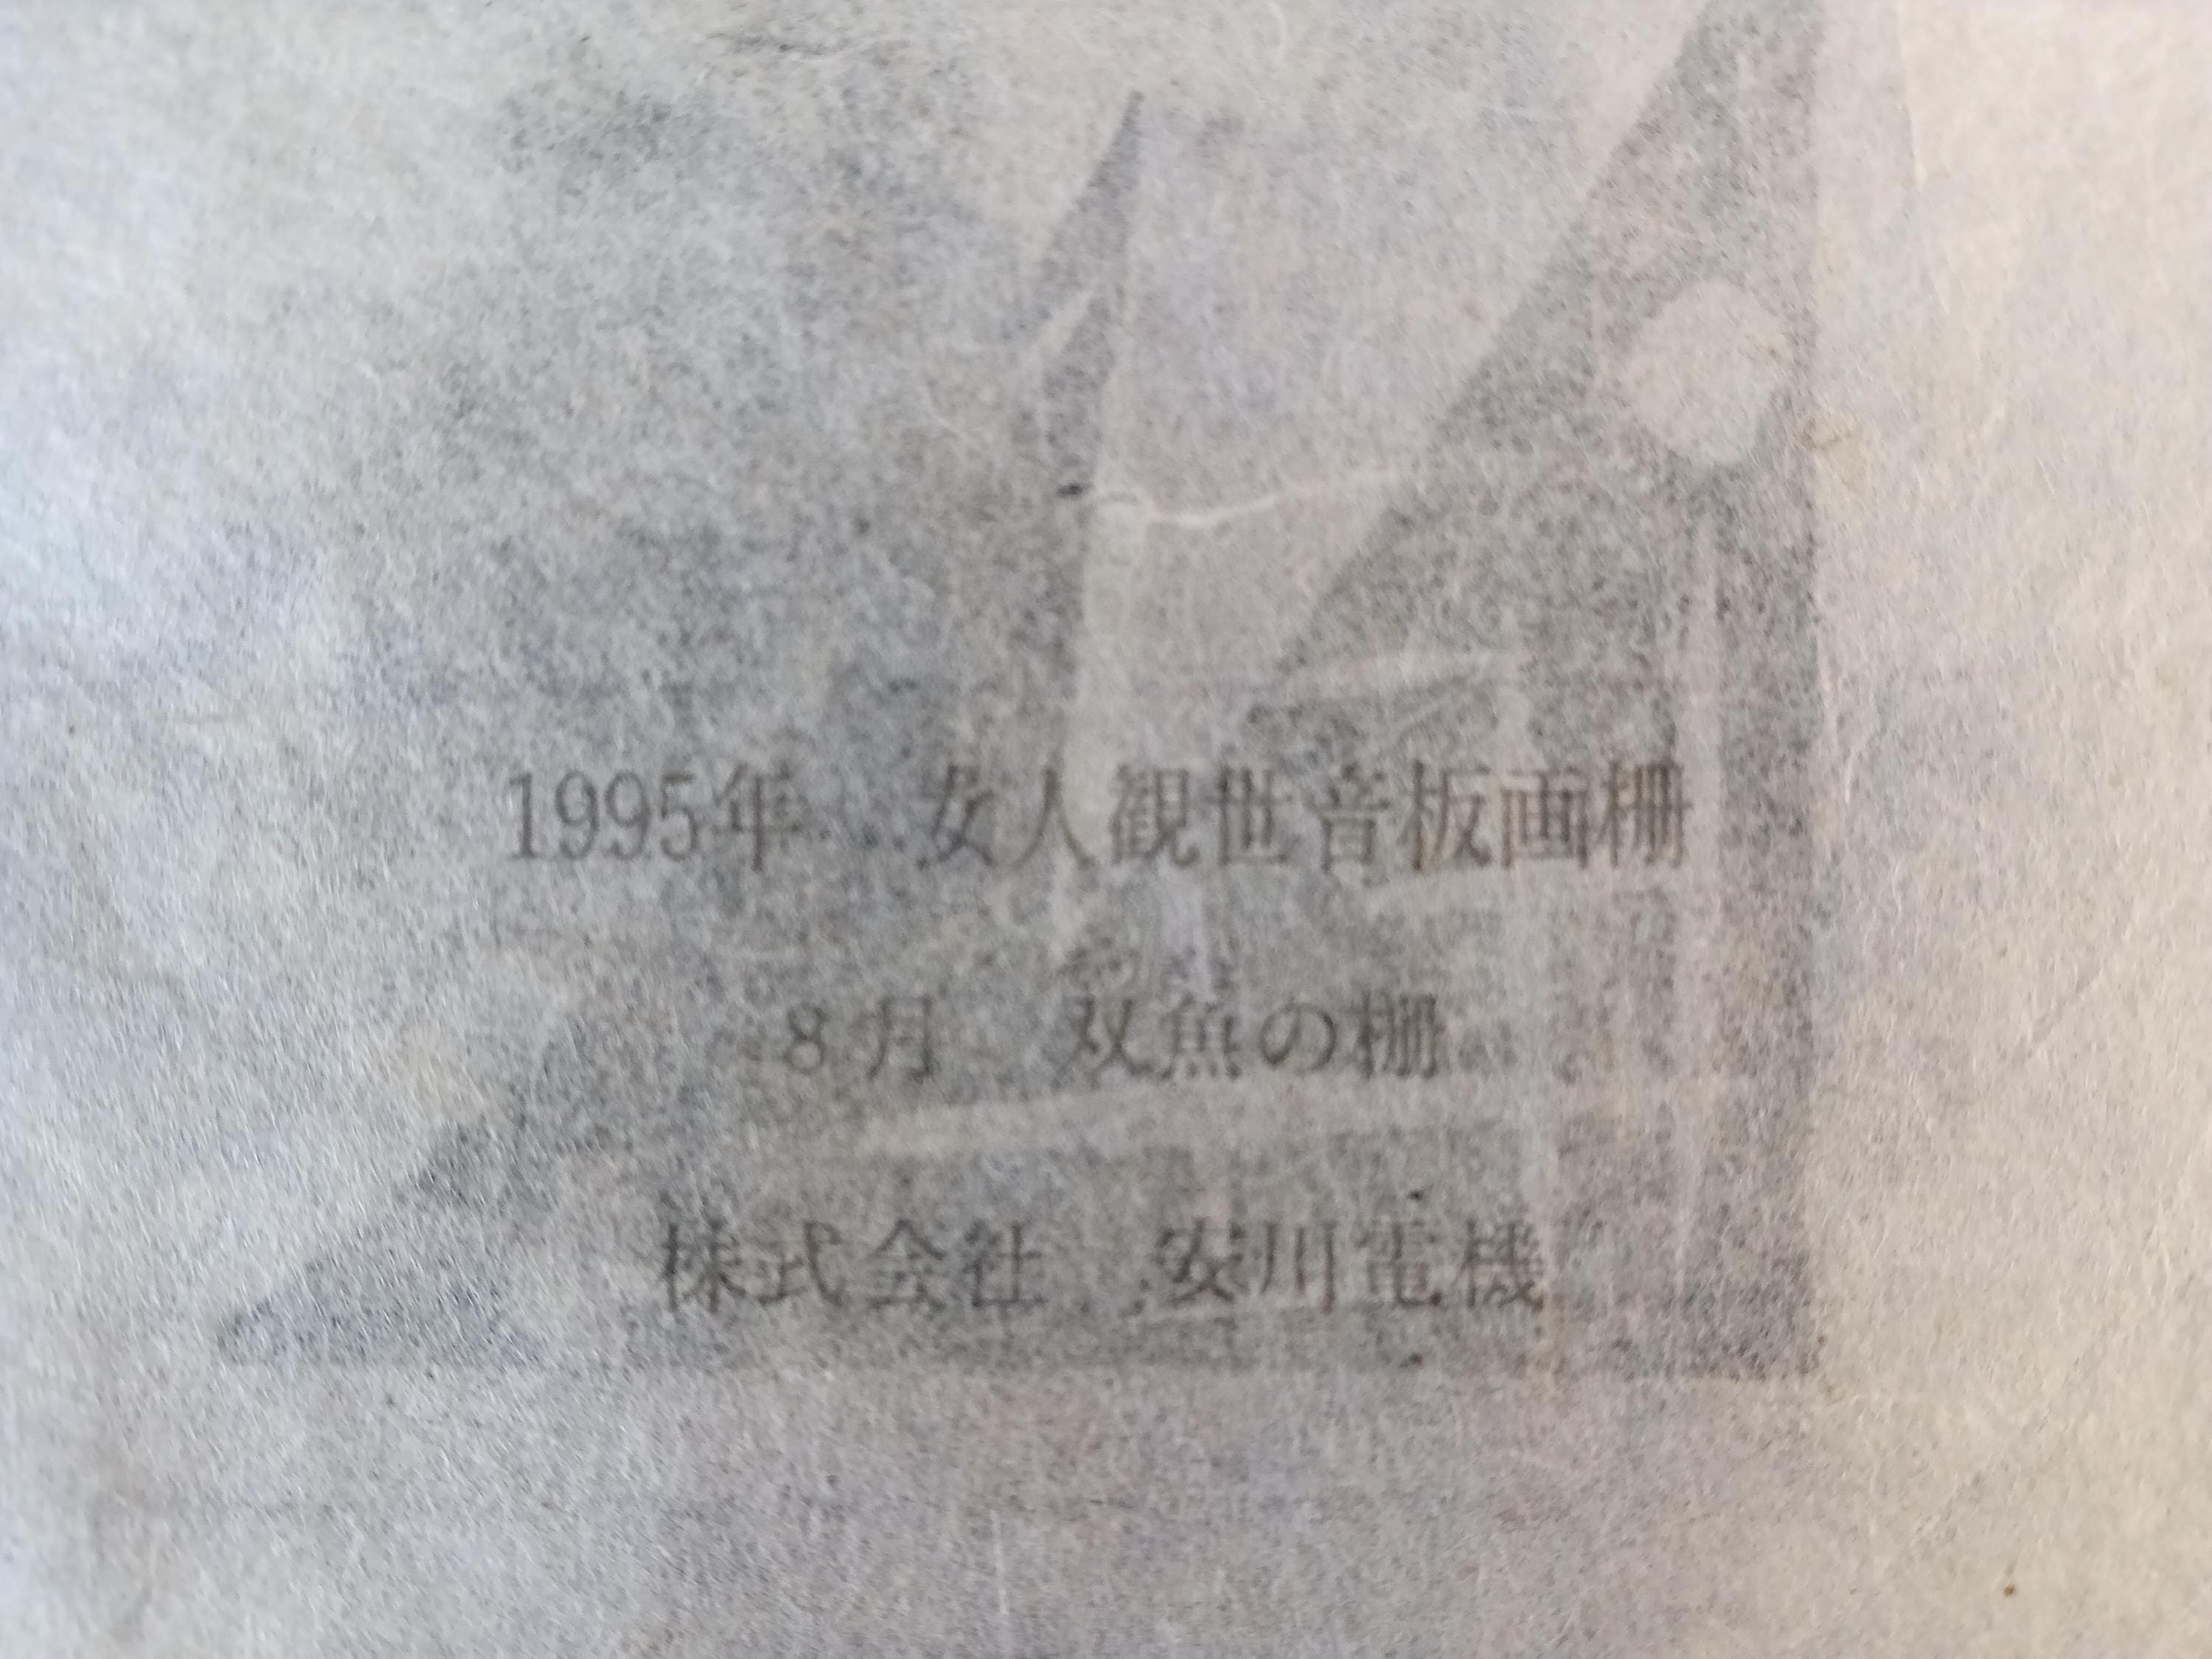 1995年　女人観世音板画柵
8月　双魚の柵
株式会社　安川電機